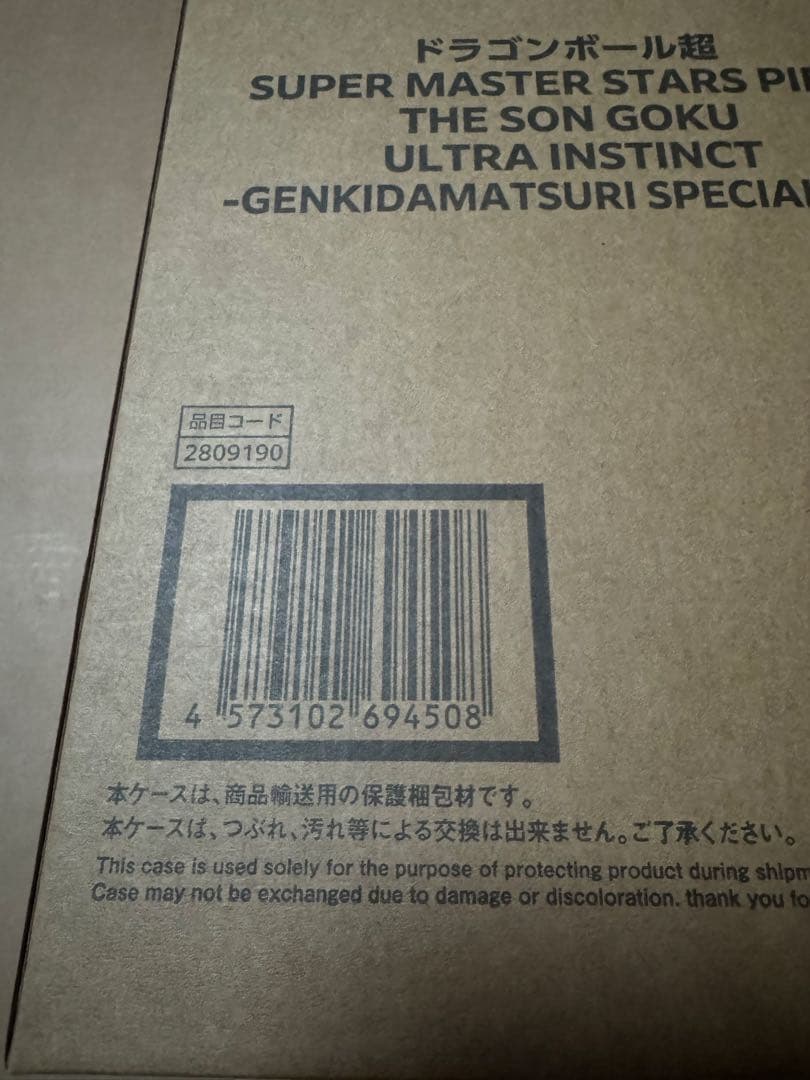 ドラゴンボール超
SUPER MASTER STARS
THE SON GOKU
ULTRA INSTINCT
-GENKIDAMATSURI SPECIAL
品目コード
2809190
4 573102 694508
本ケースは、商品輸送用の保護梱包材です。
本ケースは、つぶれ、汚れ等による交換は出来ません。ご了承ください。
This case is used solely for the purpose of protecting product during
Case may not be exchanged due to damage or discoloration. thank you